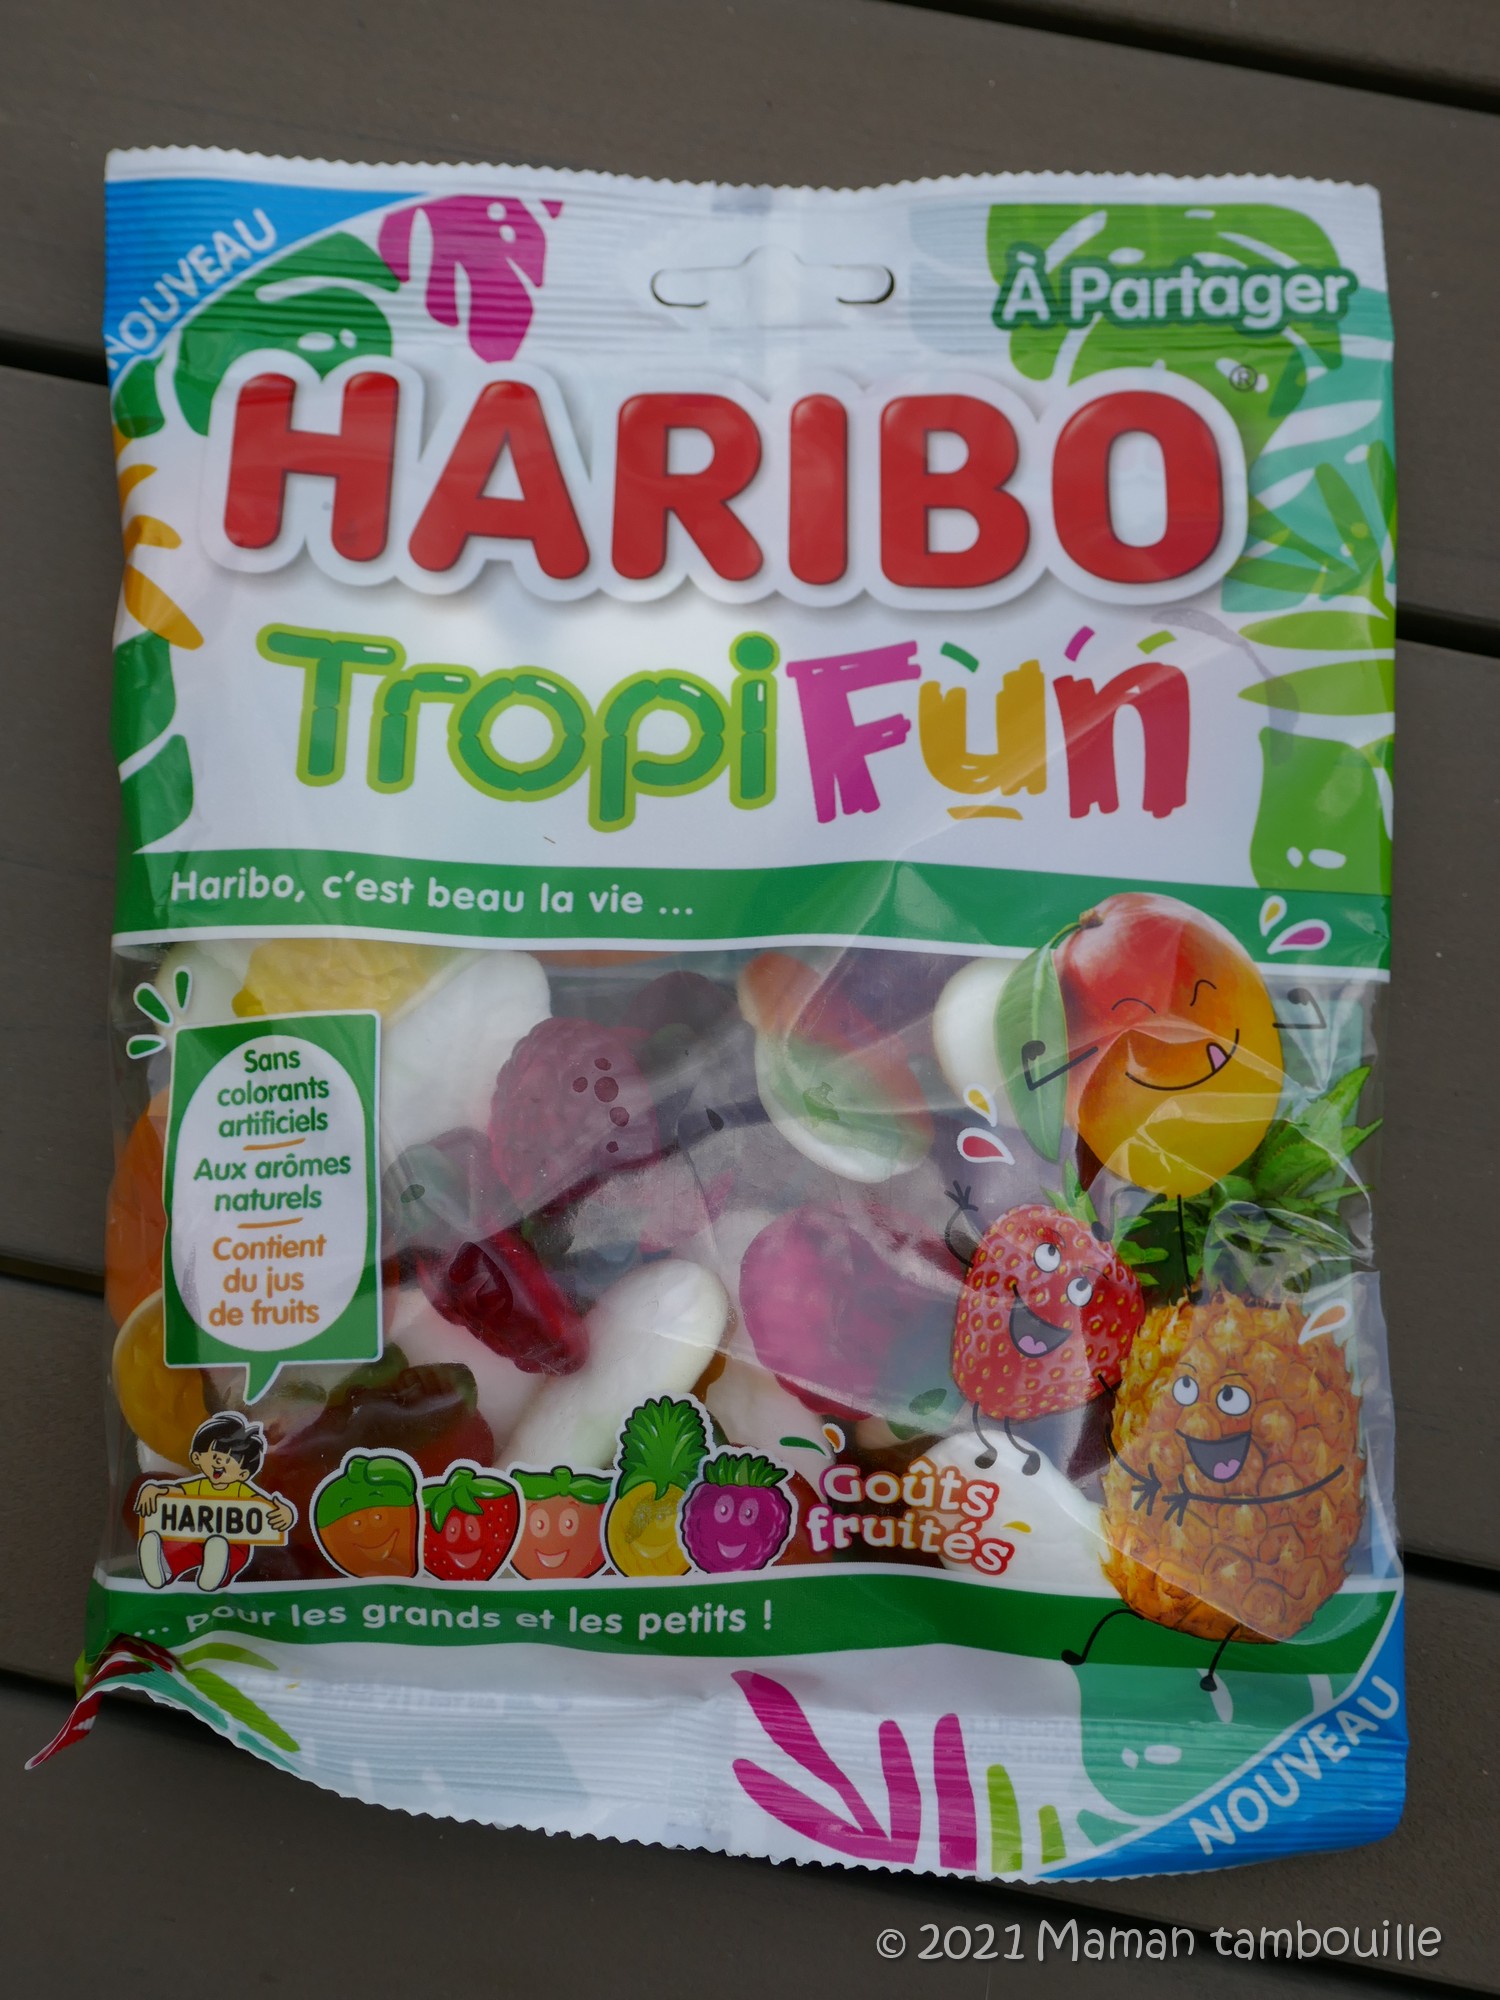 NOUVEAU
À Partager
HARIBO®
TropiFun
Haribo, c'est beau la vie ...
Sans
colorants
artificiels
Aux arômes
naturels
Contient
du jus
de fruits
HARIBO
Goûts
fruités
... pour les grands et les petits !
NOUVEAU
© 2021 Maman tambouille